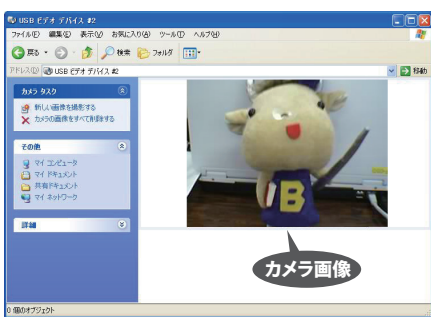 USB ビデオ デバイス #2
ファイル(F) 編集(E) 表示(V) お気に入り(A) ツール(T) ヘルプ(H)
戻る 検索 フォルダ
アドレス(D) USB ビデオ デバイス #2 移動
カメラ タスク
新しい画像を撮影する
カメラの画像をすべて削除する
その他
マイ コンピュータ
マイ ドキュメント
共有ドキュメント
マイ ネットワーク
詳細
B
カメラ画像
0 個のオブジェクト